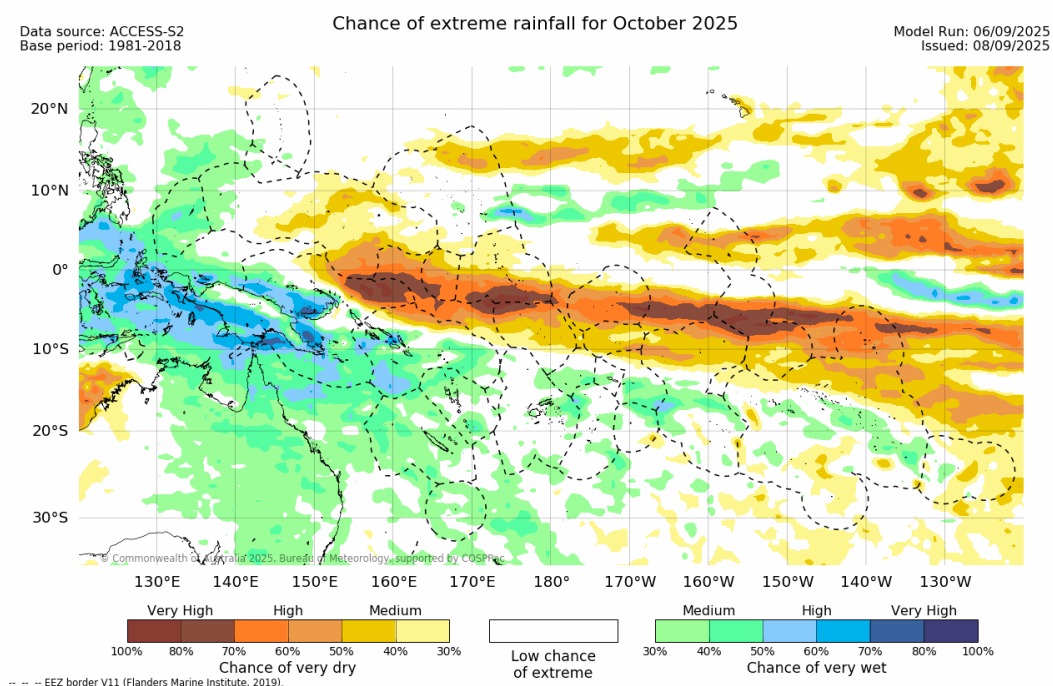 Chance of extreme rainfall for October 2025
Data source: ACCESS-S2
Base period: 1981-2018
Model Run: 06/09/2025
Issued: 08/09/2025
20°N
10°N
0°
10°S
20°S
30°S
© Commonwealth of Australia 2025, Bureau of Meteorology, supported by COSPPac
130°E 140°E 150°E 160°E 170°E 180° 170°W 160°W 150°W 140°W 130°W
Very High High Medium
100% 80% 70% 60% 50% 40% 30%
Chance of very dry
Low chance
of extreme
Medium High Very High
30% 40% 50% 60% 70% 80% 100%
Chance of very wet
-- -- -- EEZ border V11 (Flanders Marine Institute, 2019).